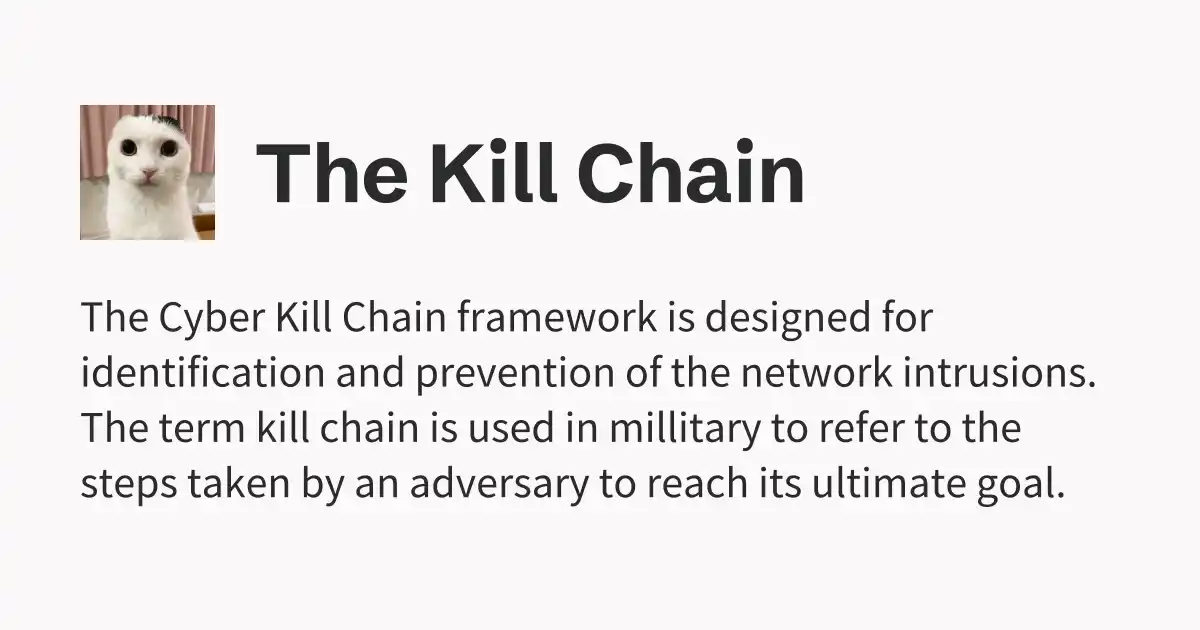 The Kill Chain
The Cyber Kill Chain framework is designed for
identification and prevention of the network intrusions.
The term kill chain is used in millitary to refer to the
steps taken by an adversary to reach its ultimate goal.